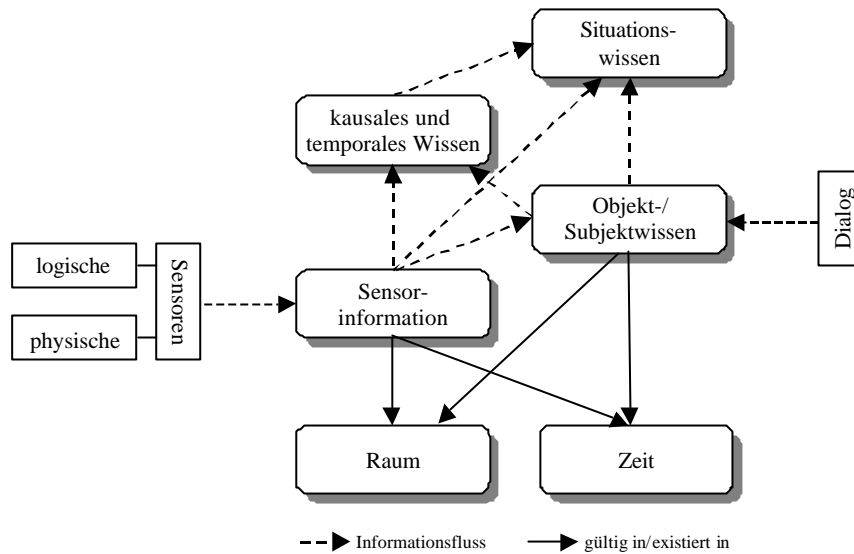 Situations-
wissen
kausales und
temporales Wissen
Objekt-/
Subjektwissen
Dialog
logische
Sensoren
physische
Sensor-
information
Raum
Zeit
Informationsfluss
gültig in/existiert in